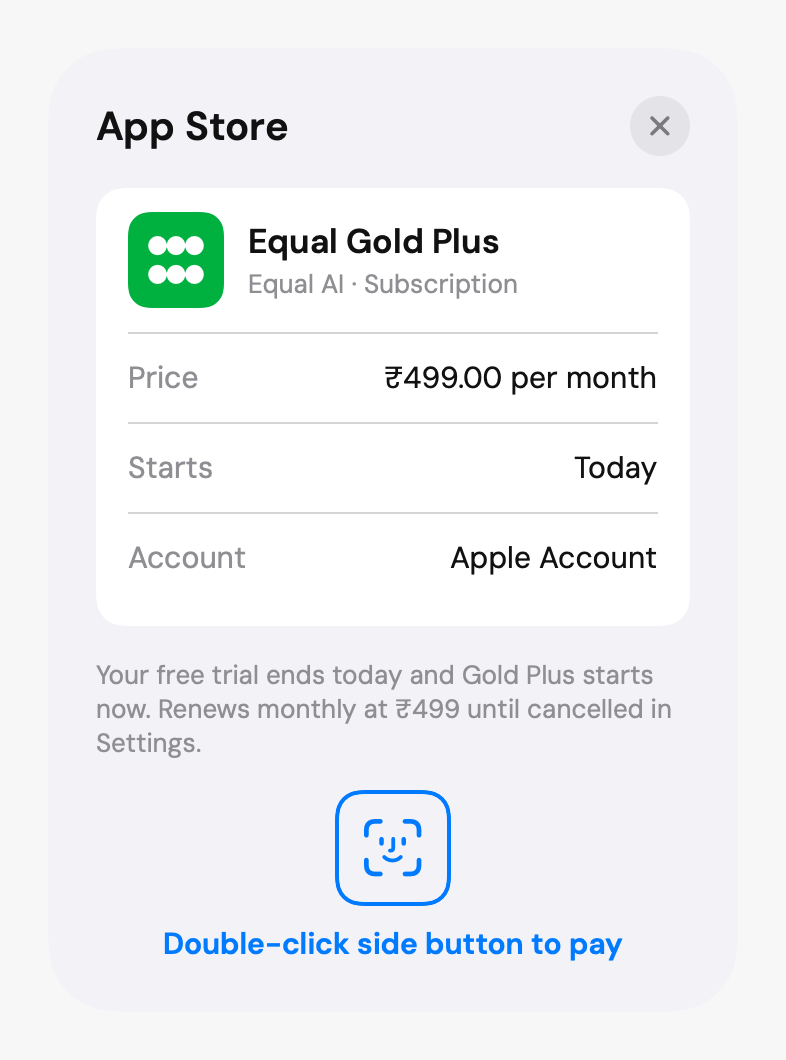 App Store
Equal Gold Plus
Equal AI · Subscription
Price ₹499.00 per month
Starts Today
Account Apple Account
Your free trial ends today and Gold Plus starts
now. Renews monthly at ₹499 until cancelled in
Settings.
Double-click side button to pay